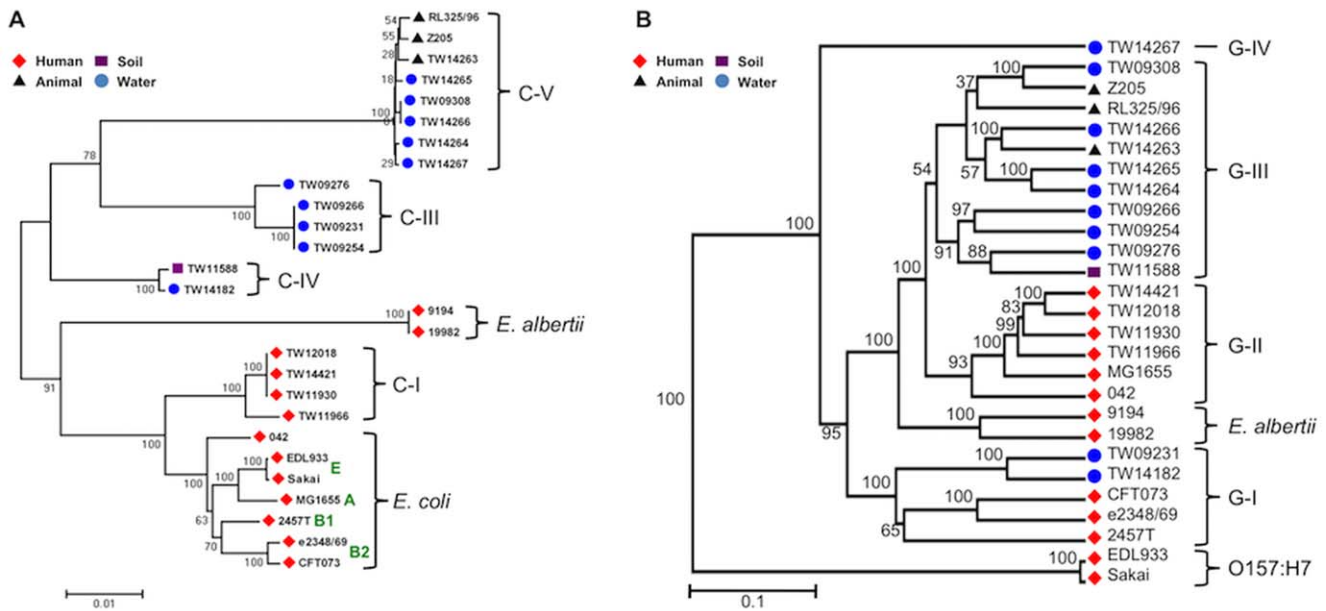 A
Human
Soil
Animal
Water
54
RL325/96
55
Z205
28
TW14263
18
TW14265
TW09308
100
TW14266
TW14264
29
TW14267
C-V
78
TW09276
100
TW09266
TW09231
100
TW09254
C-III
TW11588
100
TW14182
C-IV
100
9194
19982
E. albertii
91
TW12018
100
TW14421
100
TW11930
TW11966
C-I
100
042
EDL933
100
E
Sakai
100
100
MG1655
A
63
2457T
B1
70
e2348/69
B2
100
CFT073
E. coli
0.01
B
Human
Soil
Animal
Water
TW14267
G-IV
100
TW09308
37
Z205
RL325/96
100
TW14266
TW14263
54
57
100
TW14265
TW14264
97
TW09266
TW09254
91
88
TW09276
TW11588
G-III
100
100
100
TW14421
83
TW12018
99
TW11930
100
TW11966
93
MG1655
042
G-II
100
100
9194
19982
E. albertii
100
95
100
TW09231
TW14182
100
100
CFT073
e2348/69
65
2457T
G-I
100
EDL933
Sakai
O157:H7
0.1